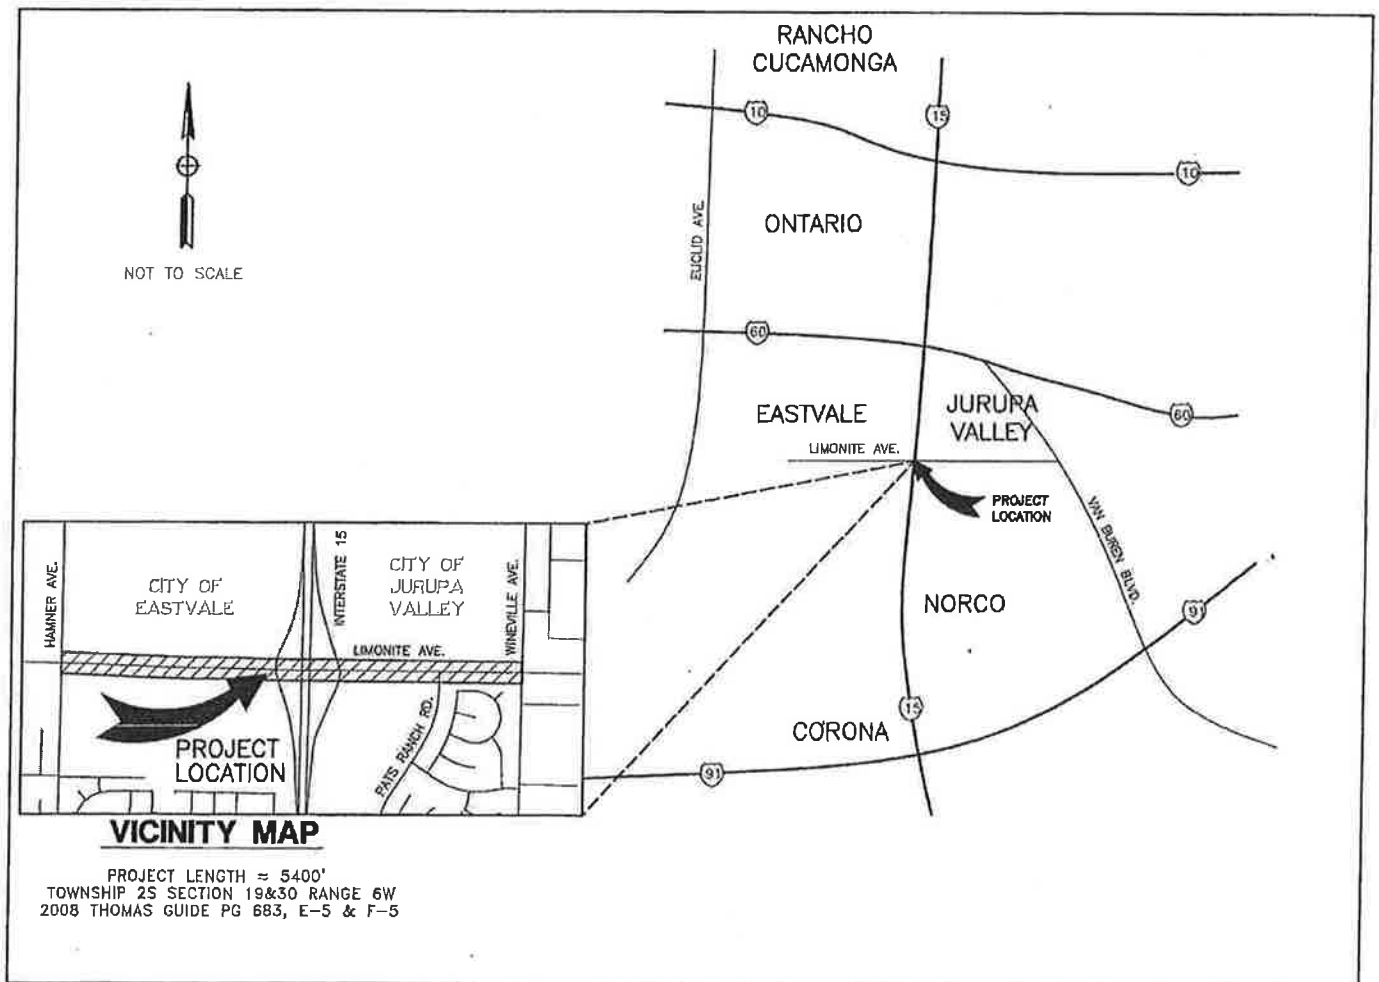 RANCHO
CUCAMONGA
10
15
10
EUCLID AVE.
ONTARIO
NOT TO SCALE
60
EASTVALE
JURUPA
VALLEY
60
LIMONITE AVE.
PROJECT
LOCATION
VAN BUREN BLVD.
NORCO
91
15
CORONA
91
HAMNER AVE.
CITY OF
EASTVALE
INTERSTATE 15
CITY OF
JURUPA
VALLEY
WINEVILLE AVE.
LIMONITE AVE.
PROJECT
LOCATION
PATS RANCH RD.
VICINITY MAP
PROJECT LENGTH = 5400'
TOWNSHIP 2S SECTION 19&30 RANGE 6W
2008 THOMAS GUIDE PG 683, E-5 & F-5